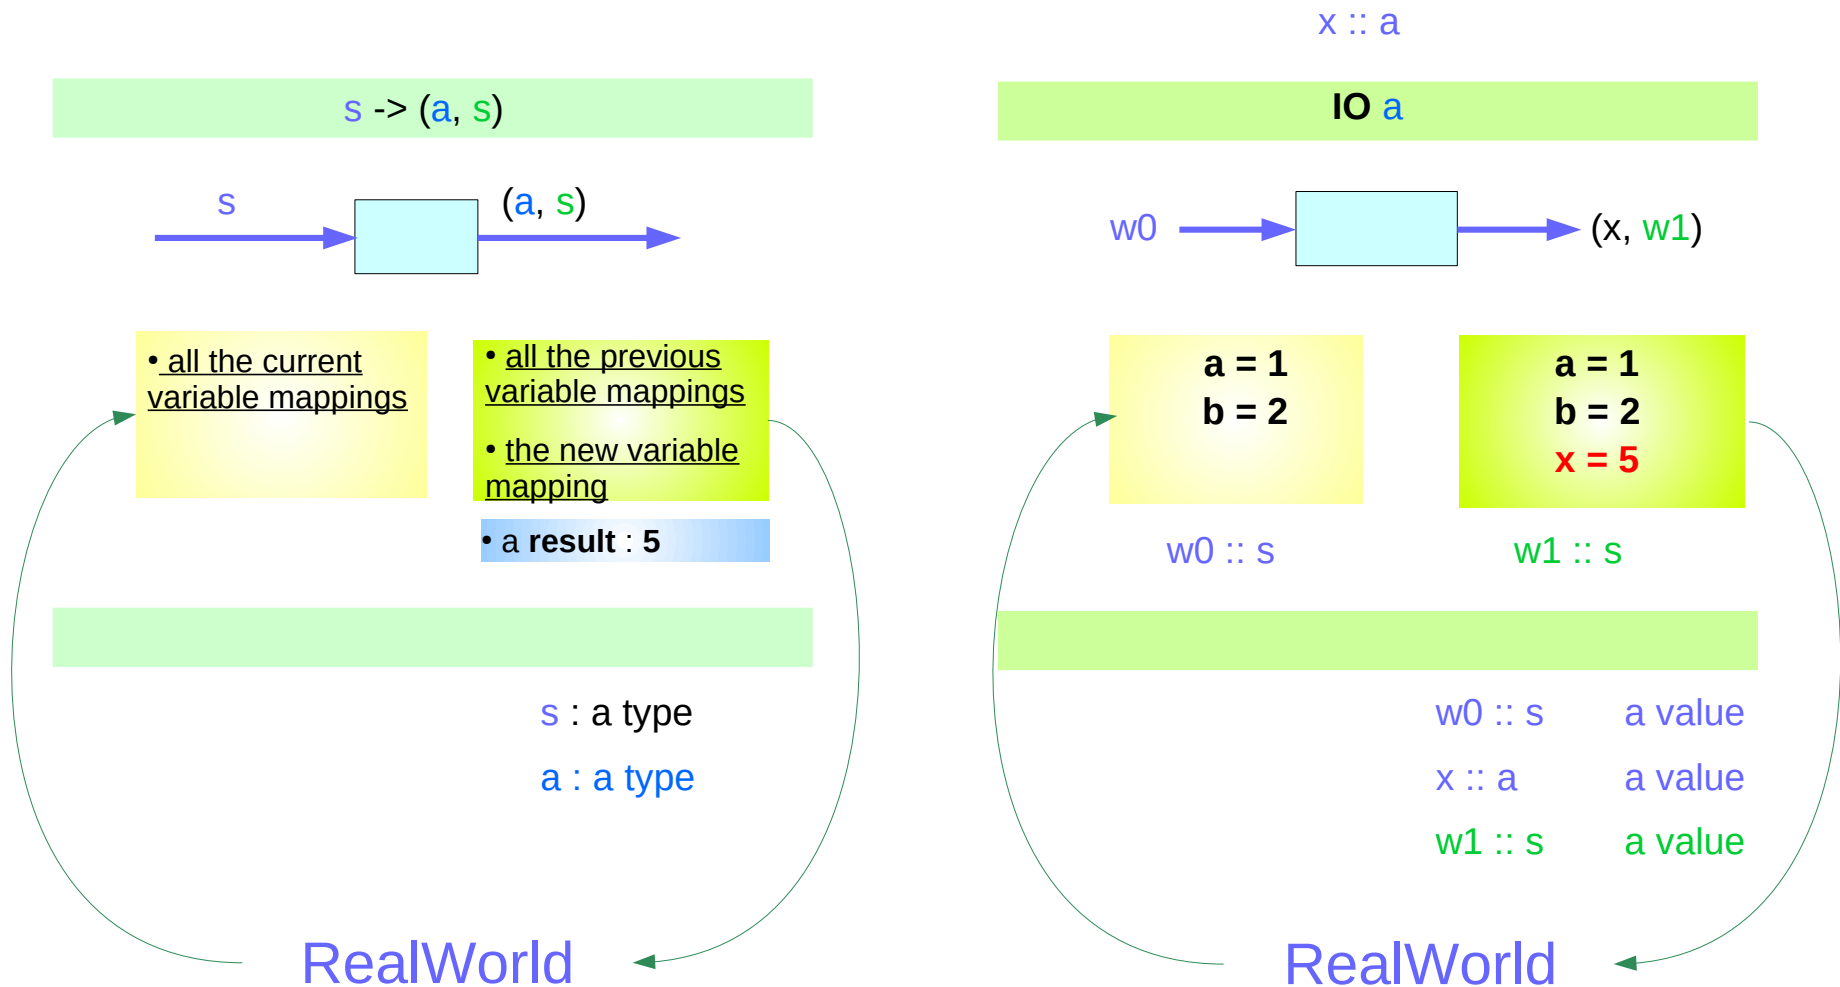 s -> (a, s)
s
(a, s)
• all the current
variable mappings
• all the previous
variable mappings
• the new variable
mapping
• a result : 5
s : a type
a : a type
RealWorld
x :: a
IO a
w0
(x, w1)
a = 1
b = 2
a = 1
b = 2
x = 5
w0 :: s
w1 :: s
w0 :: s a value
x :: a a value
w1 :: s a value
RealWorld